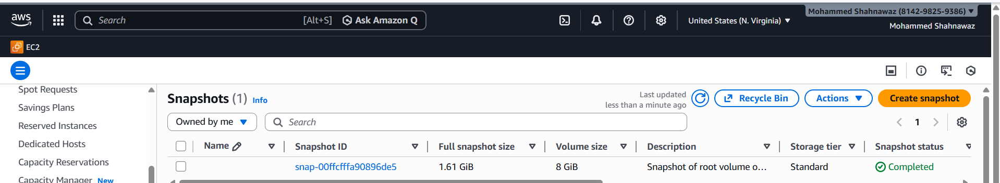 aws
Search [Alt+S] Ask Amazon Q
United States (N. Virginia)
Mohammed Shahnawaz (8142-9825-9386)
Mohammed Shahnawaz
EC2
Spot Requests
Savings Plans
Reserved Instances
Dedicated Hosts
Capacity Reservations
Capacity Manager New
Snapshots (1) Info
Last updated
less than a minute ago
Recycle Bin
Actions
Create snapshot
Owned by me
Search
1
Name Snapshot ID Full snapshot size Volume size Description Storage tier Snapshot status
snap-00ffcfffa90896de5 1.61 GiB 8 GiB Snapshot of root volume o... Standard Completed